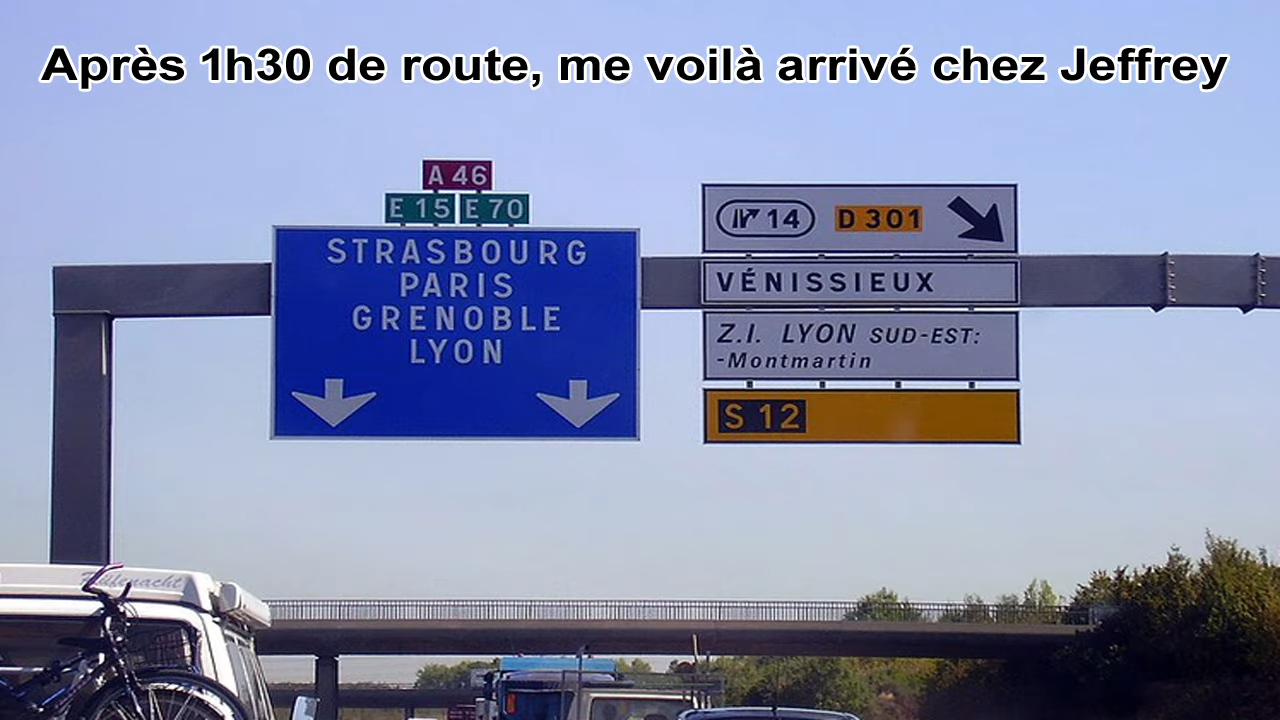 Après 1h30 de route, me voilà arrivé chez Jeffrey
A 46
E 15 E 70
STRASBOURG
PARIS
GRENOBLE
LYON
14 D 301
VÉNISSIEUX
Z.I. LYON SUD-EST:
-Montmartin
S 12